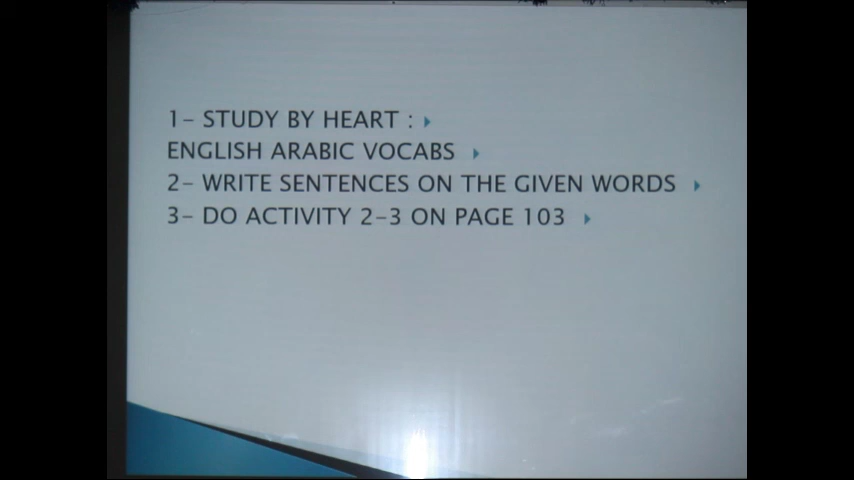 1- STUDY BY HEART :
ENGLISH ARABIC VOCABS
2- WRITE SENTENCES ON THE GIVEN WORDS
3- DO ACTIVITY 2-3 ON PAGE 103